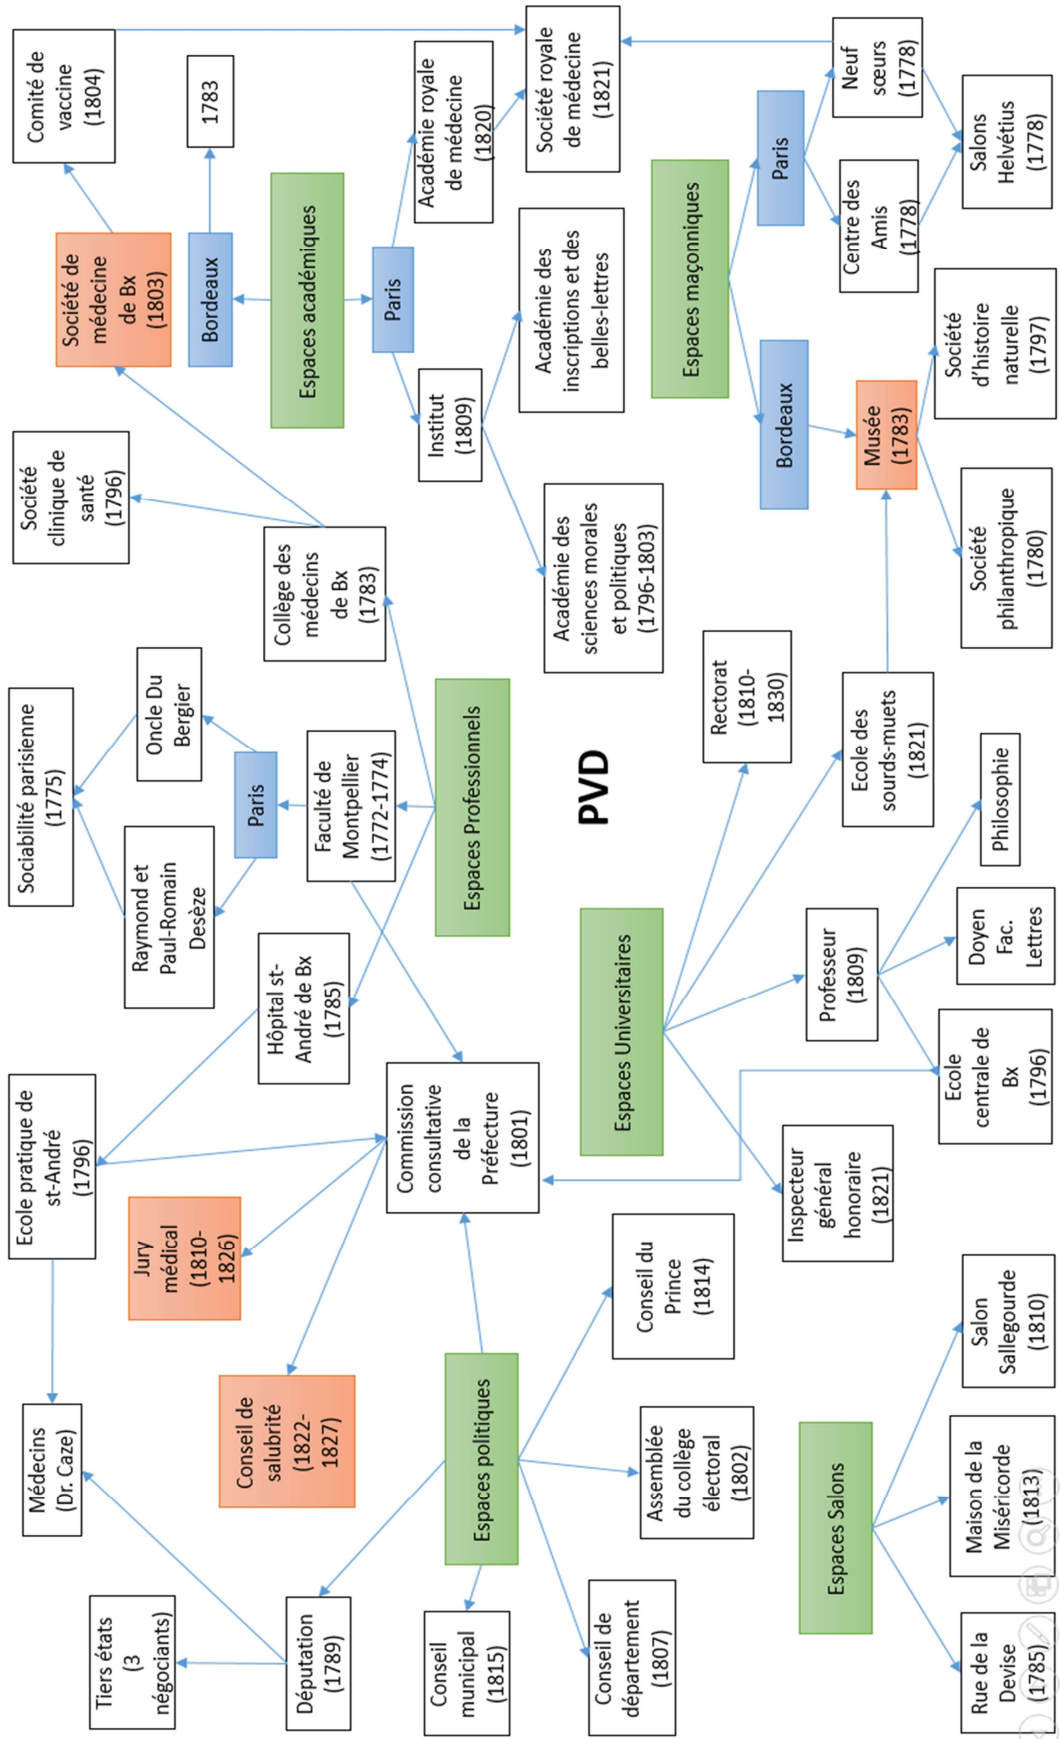 Médecins
(Dr. Caze)
Ecole pratique de
st-André
(1796)
Sociabilité parisienne
(1775)
Société
clinique de
santé
(1796)
Comité de
vaccine
(1804)
Tiers états
(3
négociants)
Jury
médical
(1810-
1826)
Raymond et
Paul-Romain
Desèze
Oncle Du
Bergier
Société de
médecine
de Bx
(1803)
1783
Conseil de
salubrité
(1822-
1827)
Paris
Bordeaux
Députation
(1789)
Hôpital st-
André de Bx
(1785)
Faculté de
Montpellier
(1772-1774)
Collège des
médecins
de Bx
(1783)
Espaces académiques
Paris
Commission
consultative
de la
Préfecture
(1801)
Académie royale
de médecine
(1820)
Institut
(1809)
Conseil
municipal
(1815)
Espaces politiques
Espaces Professionnels
Société royale
de médecine
(1821)
Académie des
inscriptions et des
belles-lettres
Académie des
sciences morales
et politiques
(1796-1803)
PVD
Conseil de
département
(1807)
Assemblée
du collège
électoral
(1802)
Conseil du
Prince
(1814)
Espaces Universitaires
Espaces maçonniques
Rectorat
(1810-
1830)
Bordeaux
Paris
Inspecteur
général
honoraire
(1821)
Professeur
(1809)
Ecole des
sourds-muets
(1821)
Musée
(1783)
Centre des
Amis
(1778)
Neuf
sœurs
(1778)
Espaces Salons
Ecole
centrale de
Bx
(1796)
Doyen
Fac.
Lettres
Philosophie
Société
philanthropique
(1780)
Société
d'histoire
naturelle
(1797)
Salons
Helvétius
(1778)
Rue de la
Devise
(1785)
Maison de la
Miséricorde
(1813)
Salon
Sallegourde
(1810)